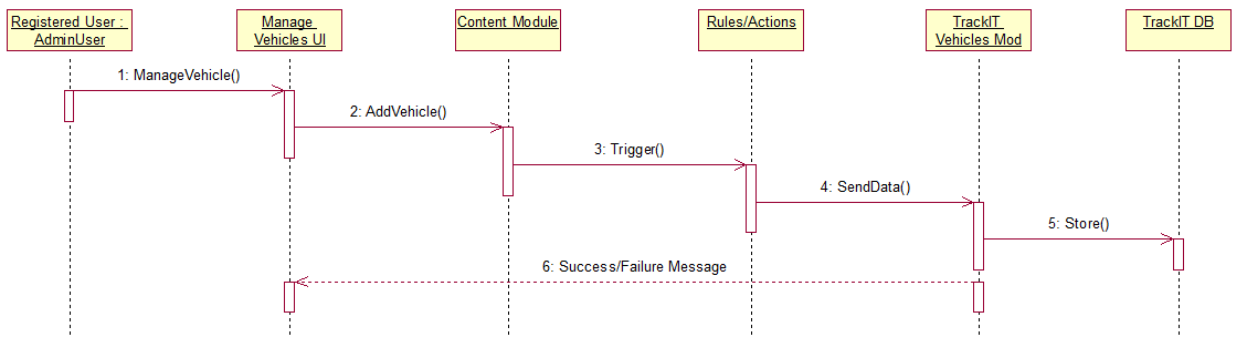 Registered User :
AdminUser
Manage
Vehicles UI
Content Module
Rules/Actions
TrackIT
Vehicles Mod
TrackIT DB
1: ManageVehicle()
2: AddVehicle()
3: Trigger()
4: SendData()
5: Store()
6: Success/Failure Message